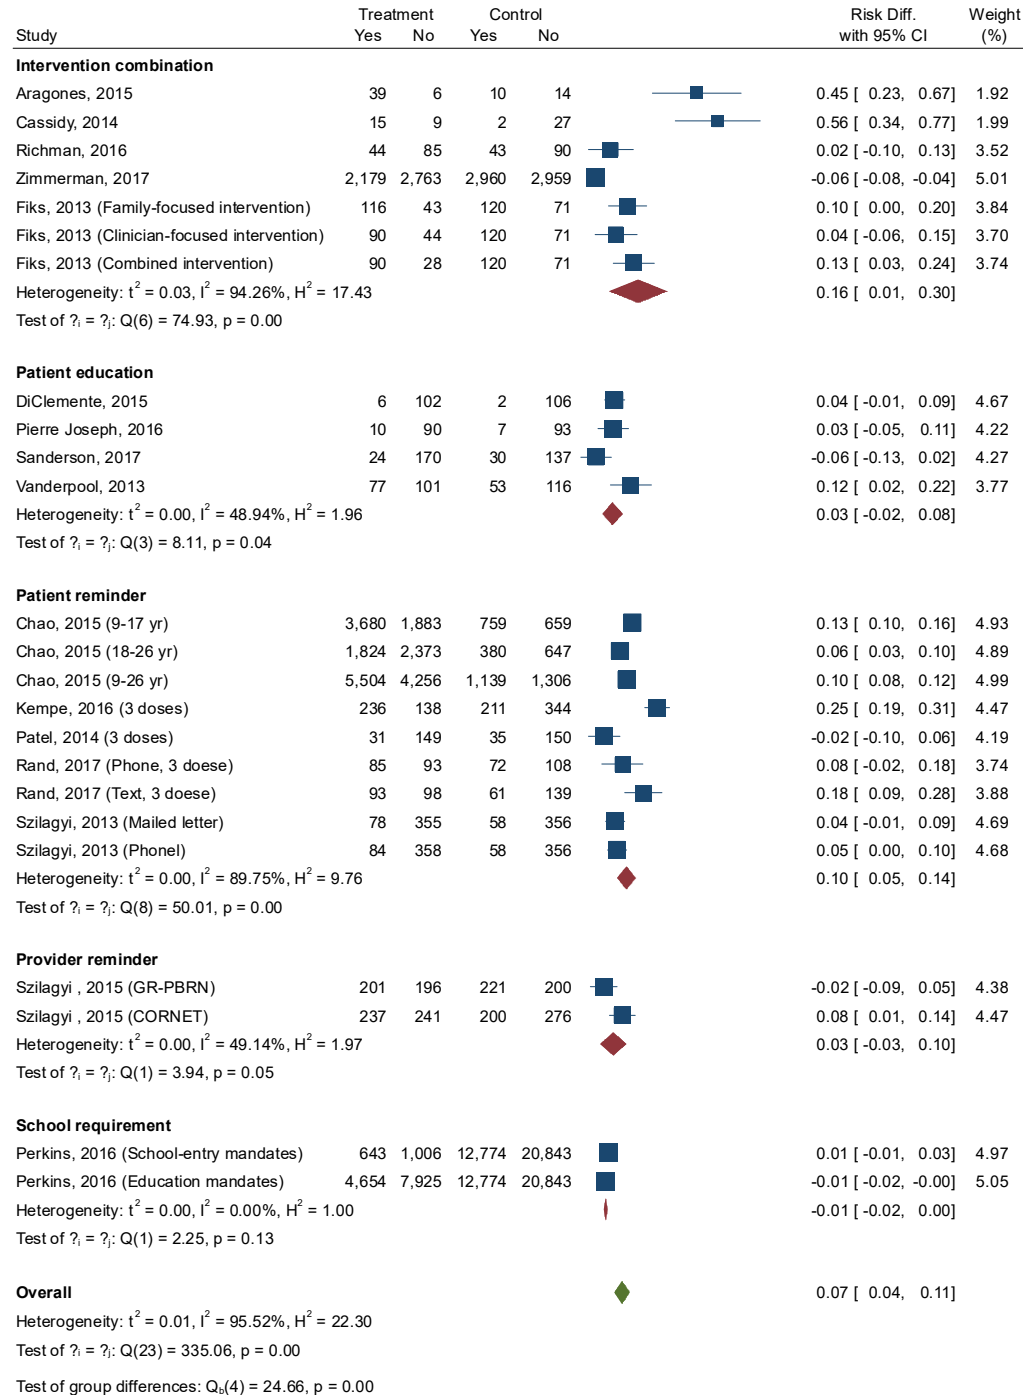 Treatment Control Risk Diff. Weight
Study Yes No Yes No with 95% CI (%)
Intervention combination
Aragones, 2015 39 6 10 14 0.45 [ 0.23, 0.67] 1.92
Cassidy, 2014 15 9 2 27 0.56 [ 0.34, 0.77] 1.99
Richman, 2016 44 85 43 90 0.02 [ -0.10, 0.13] 3.52
Zimmerman, 2017 2,179 2,763 2,960 2,959 -0.06 [ -0.08, -0.04] 5.01
Fiks, 2013 (Family-focused intervention) 116 43 120 71 0.10 [ 0.00, 0.20] 3.84
Fiks, 2013 (Clinician-focused intervention) 90 44 120 71 0.04 [ -0.06, 0.15] 3.70
Fiks, 2013 (Combined intervention) 90 28 120 71 0.13 [ 0.03, 0.24] 3.74
Heterogeneity: t² = 0.03, I² = 94.26%, H² = 17.43 0.16 [ 0.01, 0.30]
Test of ?ᵢ = ?ⱼ: Q(6) = 74.93, p = 0.00
Patient education
DiClemente, 2015 6 102 2 106 0.04 [ -0.01, 0.09] 4.67
Pierre Joseph, 2016 10 90 7 93 0.03 [ -0.05, 0.11] 4.22
Sanderson, 2017 24 170 30 137 -0.06 [ -0.13, 0.02] 4.27
Vanderpool, 2013 77 101 53 116 0.12 [ 0.02, 0.22] 3.77
Heterogeneity: t² = 0.00, I² = 48.94%, H² = 1.96 0.03 [ -0.02, 0.08]
Test of ?ᵢ = ?ⱼ: Q(3) = 8.11, p = 0.04
Patient reminder
Chao, 2015 (9-17 yr) 3,680 1,883 759 659 0.13 [ 0.10, 0.16] 4.93
Chao, 2015 (18-26 yr) 1,824 2,373 380 647 0.06 [ 0.03, 0.10] 4.89
Chao, 2015 (9-26 yr) 5,504 4,256 1,139 1,306 0.10 [ 0.08, 0.12] 4.99
Kempe, 2016 (3 doses) 236 138 211 344 0.25 [ 0.19, 0.31] 4.47
Patel, 2014 (3 doses) 31 149 35 150 -0.02 [ -0.10, 0.06] 4.19
Rand, 2017 (Phone, 3 doese) 85 93 72 108 0.08 [ -0.02, 0.18] 3.74
Rand, 2017 (Text, 3 doese) 93 98 61 139 0.18 [ 0.09, 0.28] 3.88
Szilagyi, 2013 (Mailed letter) 78 355 58 356 0.04 [ -0.01, 0.09] 4.69
Szilagyi, 2013 (Phonel) 84 358 58 356 0.05 [ 0.00, 0.10] 4.68
Heterogeneity: t² = 0.00, I² = 89.75%, H² = 9.76 0.10 [ 0.05, 0.14]
Test of ?ᵢ = ?ⱼ: Q(8) = 50.01, p = 0.00
Provider reminder
Szilagyi , 2015 (GR-PBRN) 201 196 221 200 -0.02 [ -0.09, 0.05] 4.38
Szilagyi , 2015 (CORNET) 237 241 200 276 0.08 [ 0.01, 0.14] 4.47
Heterogeneity: t² = 0.00, I² = 49.14%, H² = 1.97 0.03 [ -0.03, 0.10]
Test of ?ᵢ = ?ⱼ: Q(1) = 3.94, p = 0.05
School requirement
Perkins, 2016 (School-entry mandates) 643 1,006 12,774 20,843 0.01 [ -0.01, 0.03] 4.97
Perkins, 2016 (Education mandates) 4,654 7,925 12,774 20,843 -0.01 [ -0.02, -0.00] 5.05
Heterogeneity: t² = 0.00, I² = 0.00%, H² = 1.00 -0.01 [ -0.02, 0.00]
Test of ?ᵢ = ?ⱼ: Q(1) = 2.25, p = 0.13
Overall 0.07 [ 0.04, 0.11]
Heterogeneity: t² = 0.01, I² = 95.52%, H² = 22.30
Test of ?ᵢ = ?ⱼ: Q(23) = 335.06, p = 0.00
Test of group differences: Q_b(4) = 24.66, p = 0.00